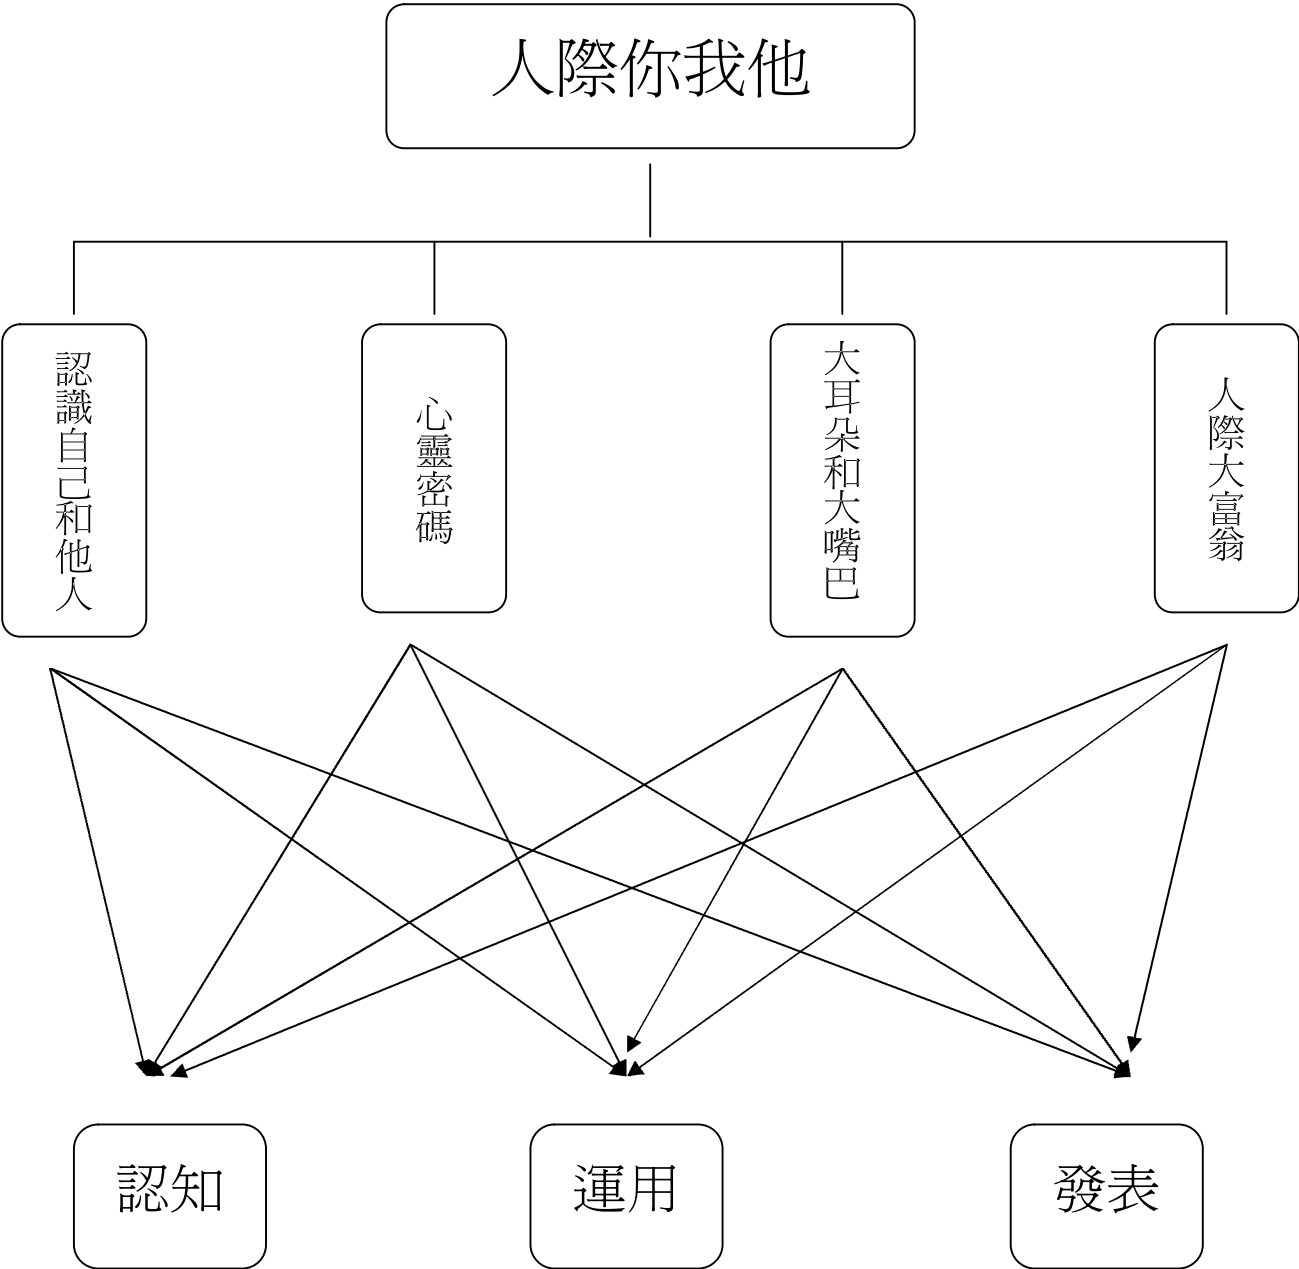 人際你我他
認識自己和他人
心靈密碼
大耳朵和大嘴巴
人際大富翁
認知
運用
發表